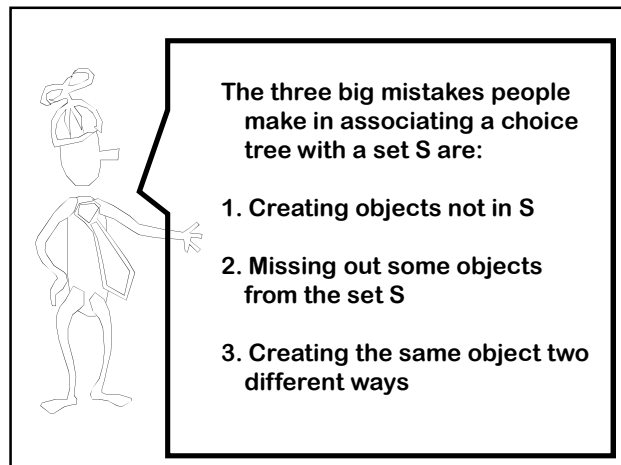 The three big mistakes people
make in associating a choice
tree with a set S are:
1. Creating objects not in S
2. Missing out some objects
from the set S
3. Creating the same object two
different ways